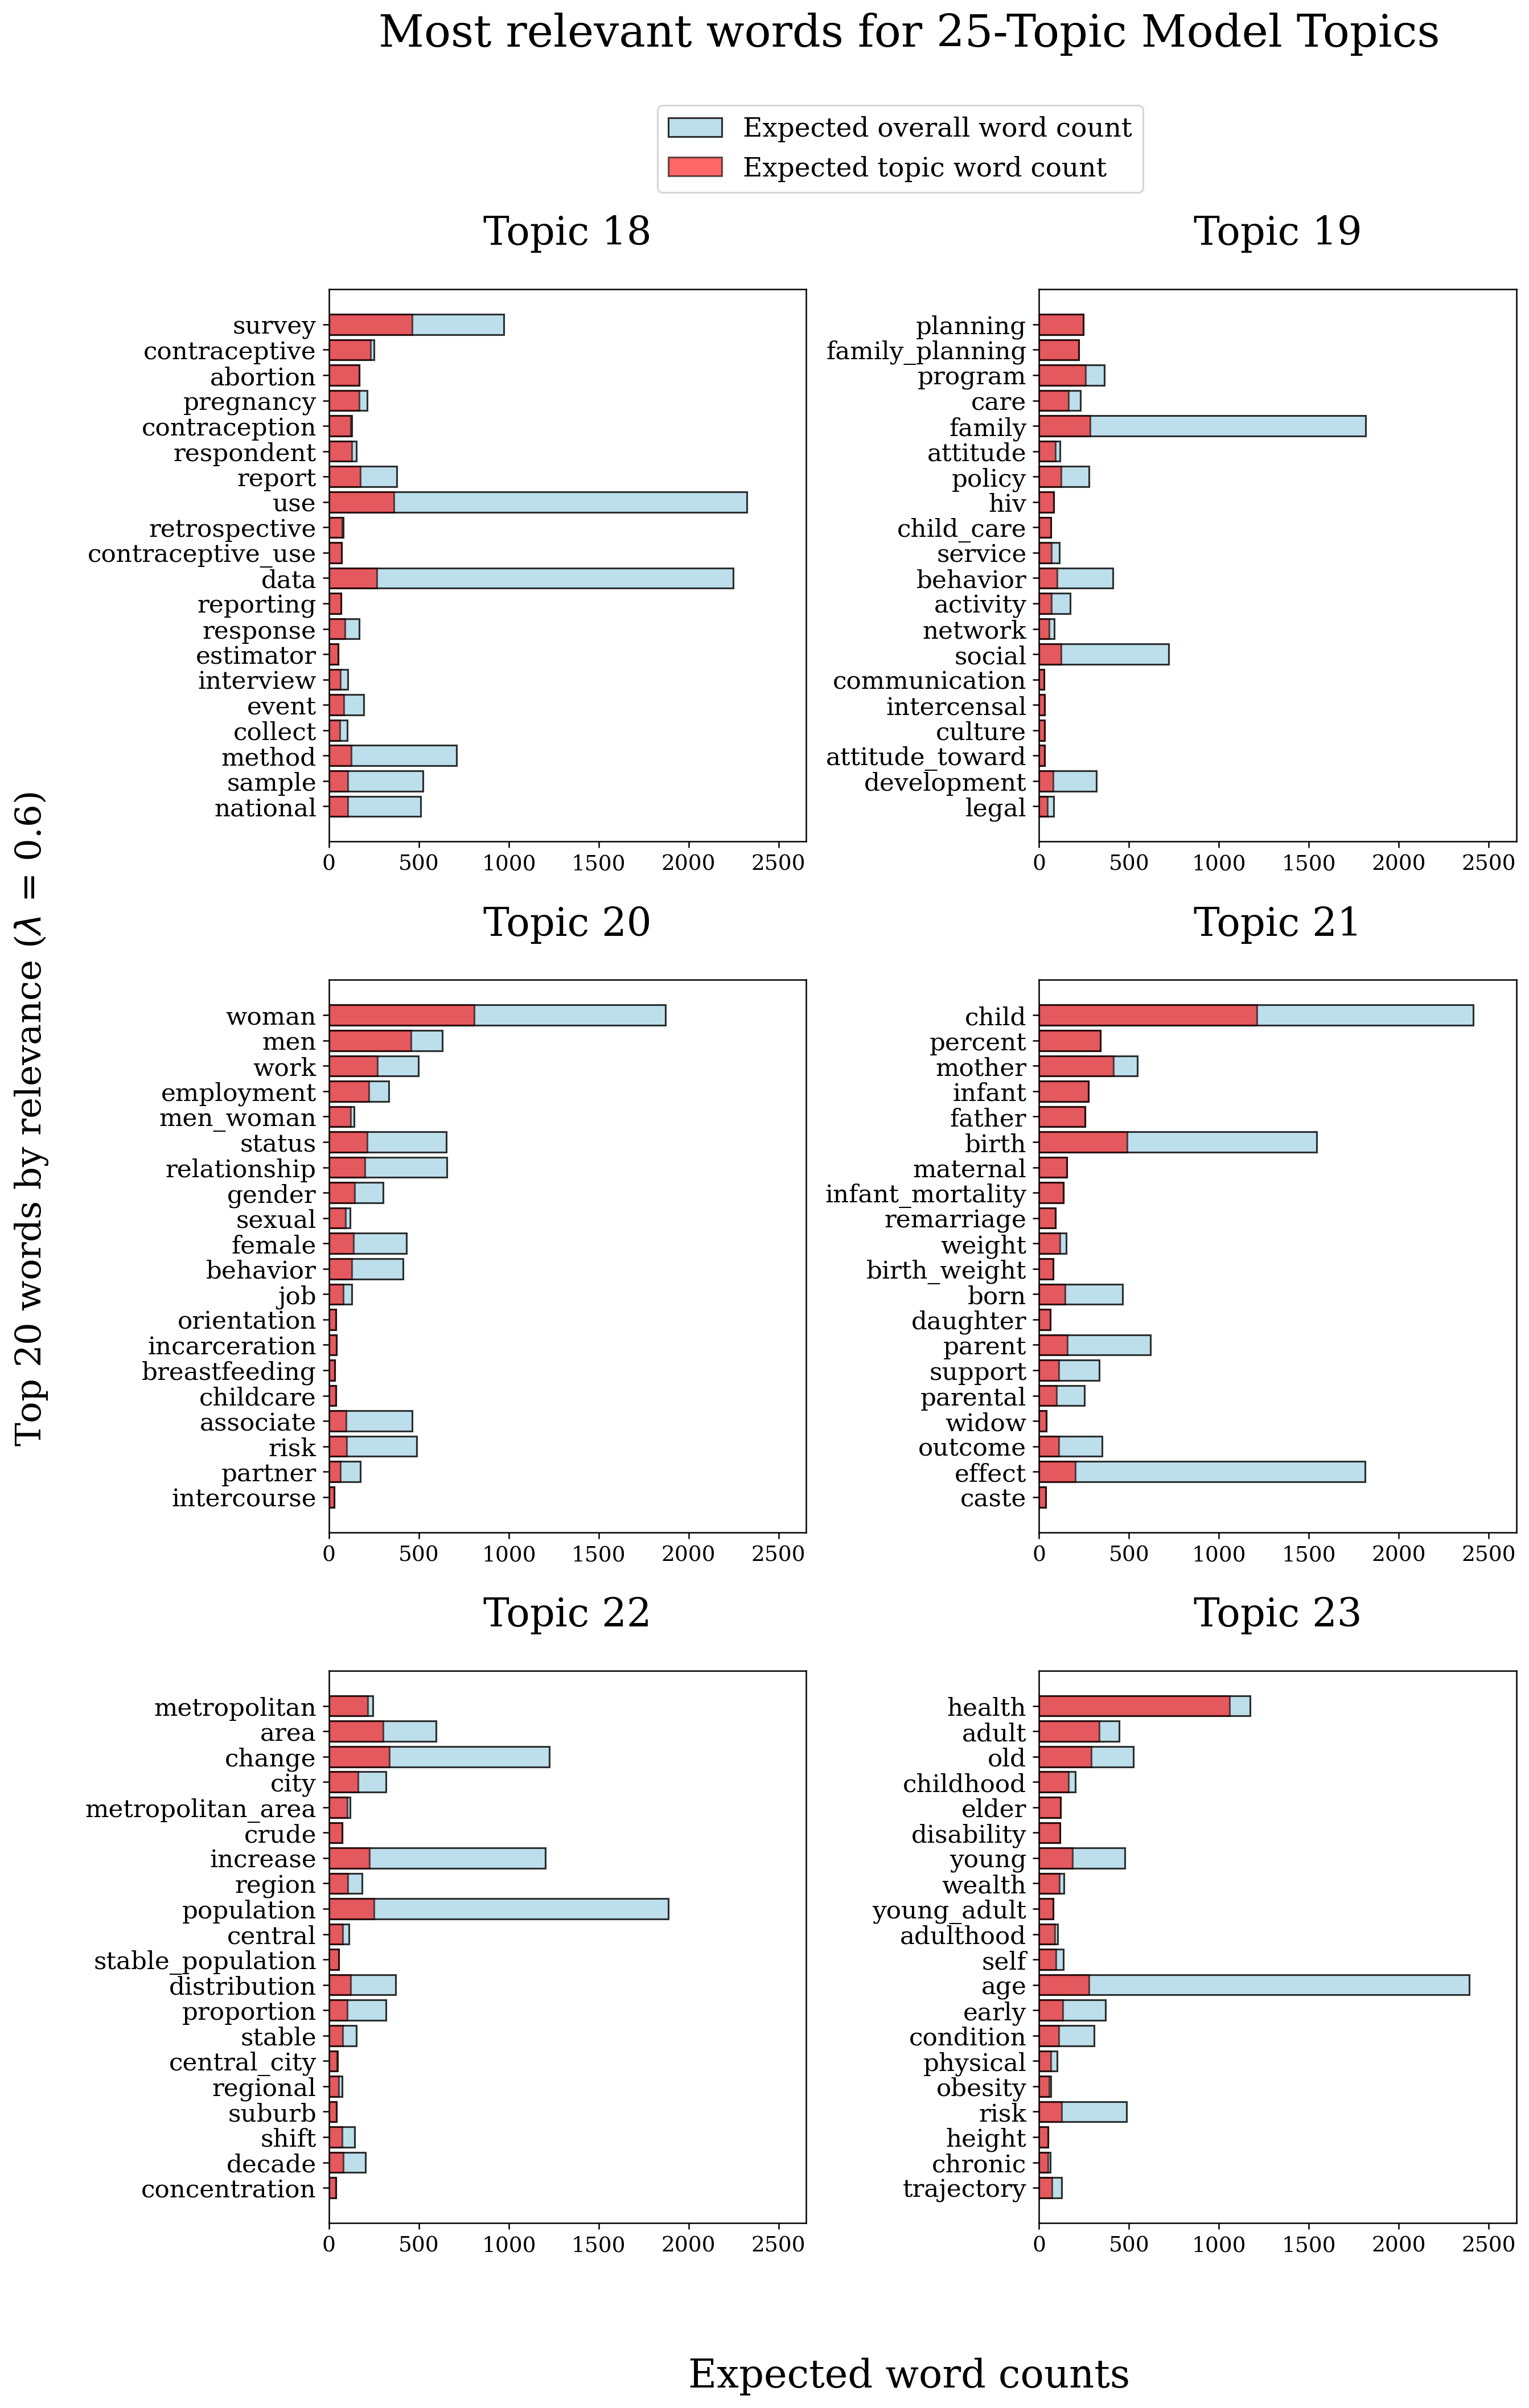 Most relevant words for 25-Topic Model Topics
Expected overall word count
Expected topic word count
Top 20 words by relevance (λ = 0.6)
Topic 18
survey
contraceptive
abortion
pregnancy
contraception
respondent
report
use
retrospective
contraceptive_use
data
reporting
response
estimator
interview
event
collect
method
sample
national
0 500 1000 1500 2000 2500
Topic 19
planning
family_planning
program
care
family
attitude
policy
hiv
child_care
service
behavior
activity
network
social
communication
intercensal
culture
attitude_toward
development
legal
0 500 1000 1500 2000 2500
Topic 20
woman
men
work
employment
men_woman
status
relationship
gender
sexual
female
behavior
job
orientation
incarceration
breastfeeding
childcare
associate
risk
partner
intercourse
0 500 1000 1500 2000 2500
Topic 21
child
percent
mother
infant
father
birth
maternal
infant_mortality
remarriage
weight
birth_weight
born
daughter
parent
support
parental
widow
outcome
effect
caste
0 500 1000 1500 2000 2500
Topic 22
metropolitan
area
change
city
metropolitan_area
crude
increase
region
population
central
stable_population
distribution
proportion
stable
central_city
regional
suburb
shift
decade
concentration
0 500 1000 1500 2000 2500
Topic 23
health
adult
old
childhood
elder
disability
young
wealth
young_adult
adulthood
self
age
early
condition
physical
obesity
risk
height
chronic
trajectory
0 500 1000 1500 2000 2500
Expected word counts